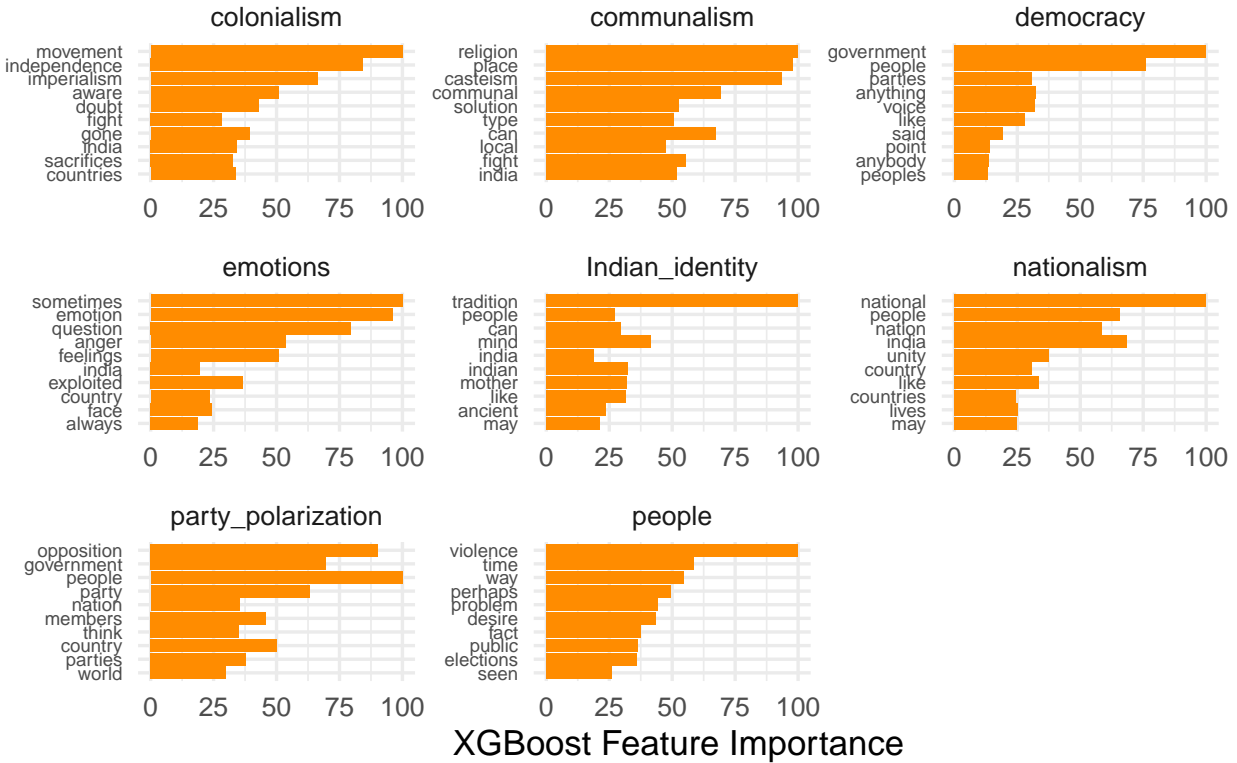 colonialism
movement
independence
imperialism
aware
doubt
fight
gone
india
sacrifices
countries
0 25 50 75 100
communalism
religion
place
casteism
communal
solution
type
can
local
fight
india
0 25 50 75 100
democracy
government
people
parties
anything
voice
like
said
point
anybody
peoples
0 25 50 75 100
emotions
sometimes
emotion
question
anger
feelings
india
exploited
country
face
always
0 25 50 75 100
Indian_identity
tradition
people
can
mind
india
indian
mother
like
ancient
may
0 25 50 75 100
nationalism
national
people
nation
india
unity
country
like
countries
lives
may
0 25 50 75 100
party_polarization
opposition
government
people
party
nation
members
think
country
parties
world
0 25 50 75 100
people
violence
time
way
perhaps
problem
desire
fact
public
elections
seen
0 25 50 75 100
XGBoost Feature Importance